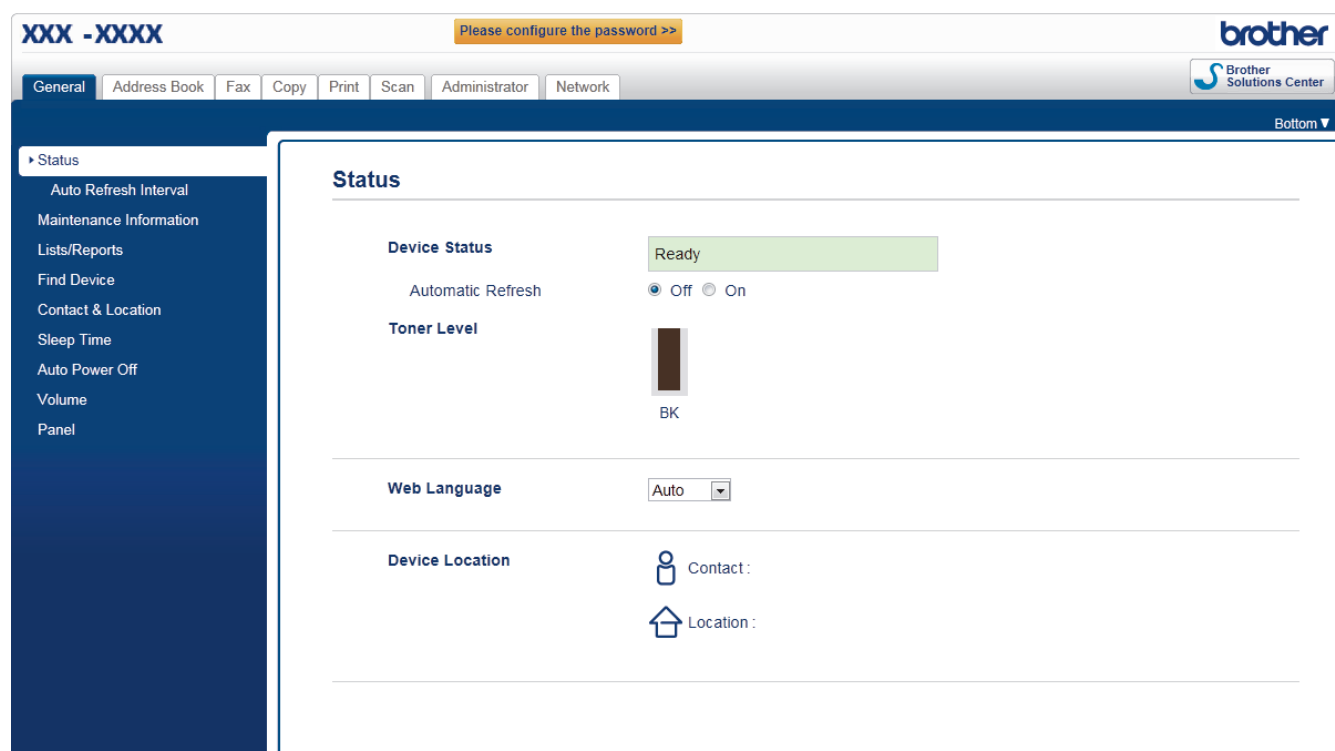 XXX -XXXX
Please configure the password >>
brother
General Address Book Fax Copy Print Scan Administrator Network
Brother
Solutions Center
Bottom▼
Status
Auto Refresh Interval
Maintenance Information
Lists/Reports
Find Device
Contact & Location
Sleep Time
Auto Power Off
Volume
Panel
Status
Device Status Ready
Automatic Refresh Off On
Toner Level
BK
Web Language Auto
Device Location Contact :
Location :